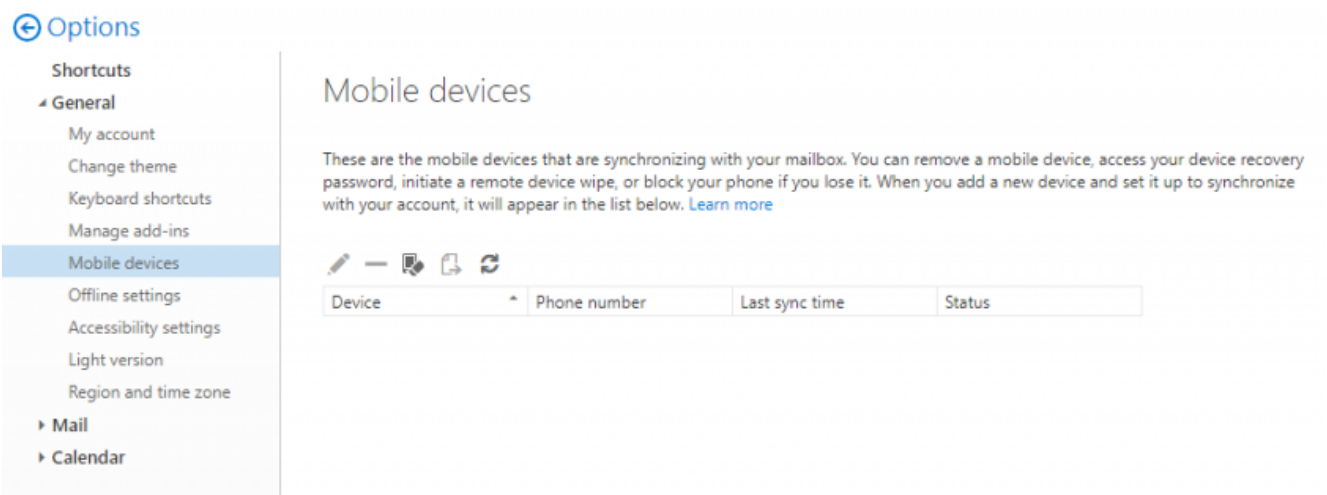 Options
Shortcuts
General
My account
Change theme
Keyboard shortcuts
Manage add-ins
Mobile devices
Offline settings
Accessibility settings
Light version
Region and time zone
Mail
Calendar
Mobile devices
These are the mobile devices that are synchronizing with your mailbox. You can remove a mobile device, access your device recovery
password, initiate a remote device wipe, or block your phone if you lose it. When you add a new device and set it up to synchronize
with your account, it will appear in the list below. Learn more
Device Phone number Last sync time Status